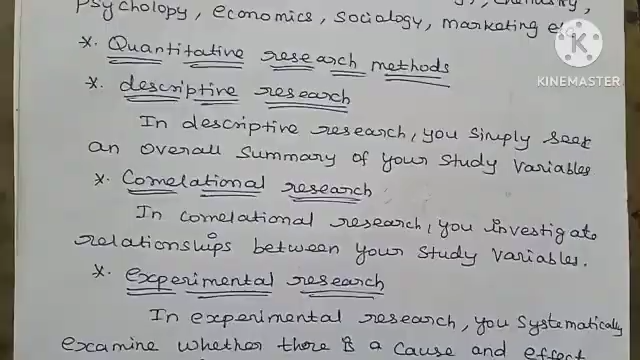 Psychology, economics, sociology, marketing etc
K
KINEMASTER
*. Quantitative research methods
*. descriptive research
In descriptive research, you simply seek
an overall summary of your study variables
*. Correlational research
In correlational research, you investigate
relationships between your study variables.
*. experimental research
In experimental research, you systematically
examine whether there is a cause and effect